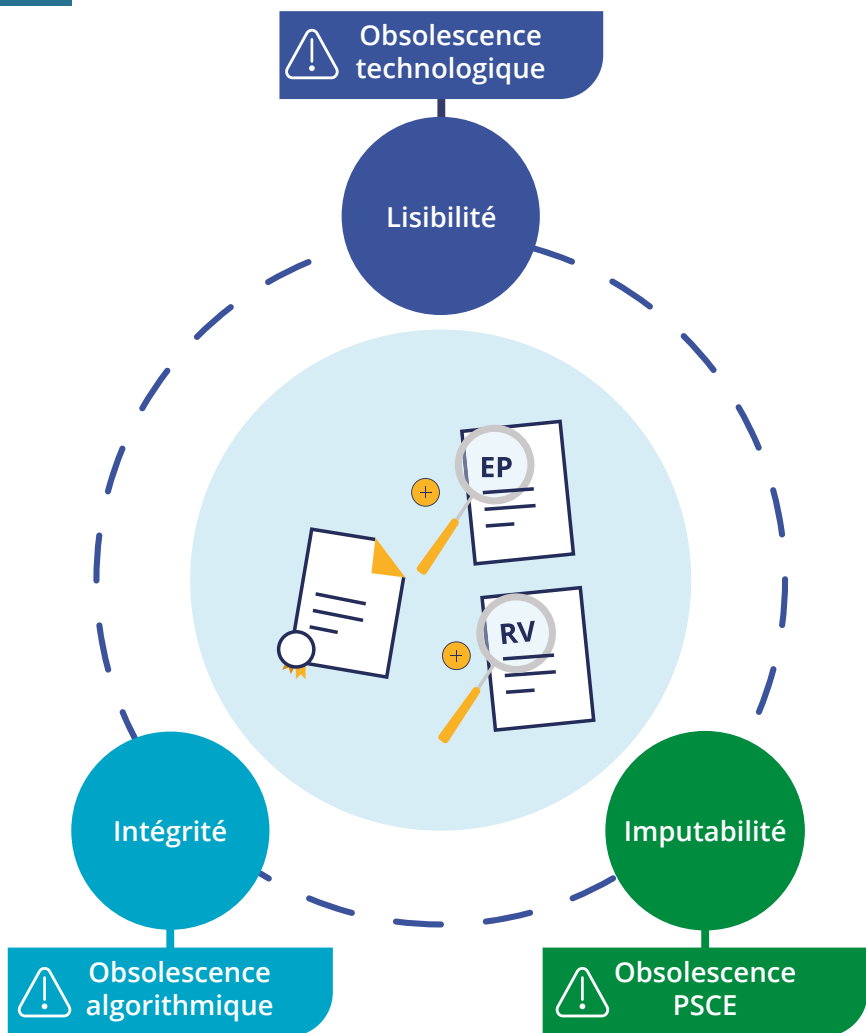 Obsolescence
technologique
Lisibilité
EP
RV
Intégrité
Imputabilité
Obsolescence
algorithmique
Obsolescence
PSCE